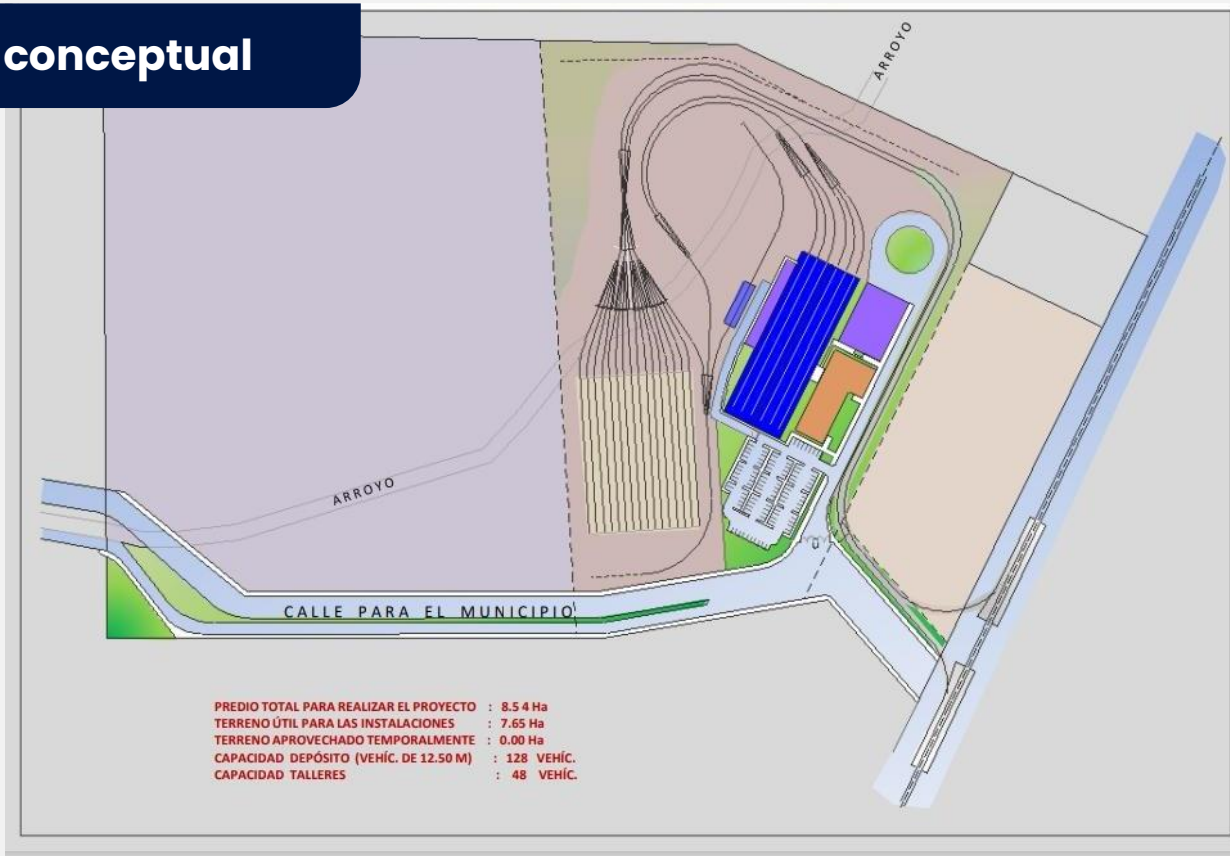 conceptual
ARROYO
ARROYO
CALLE PARA EL MUNICIPIO
PREDIO TOTAL PARA REALIZAR EL PROYECTO : 8.5 4 Ha
TERRENO ÚTIL PARA LAS INSTALACIONES : 7.65 Ha
TERRENO APROVECHADO TEMPORALMENTE : 0.00 Ha
CAPACIDAD DEPÓSITO (VEHÍC. DE 12.50 M) : 128 VEHÍC.
CAPACIDAD TALLERES : 48 VEHÍC.